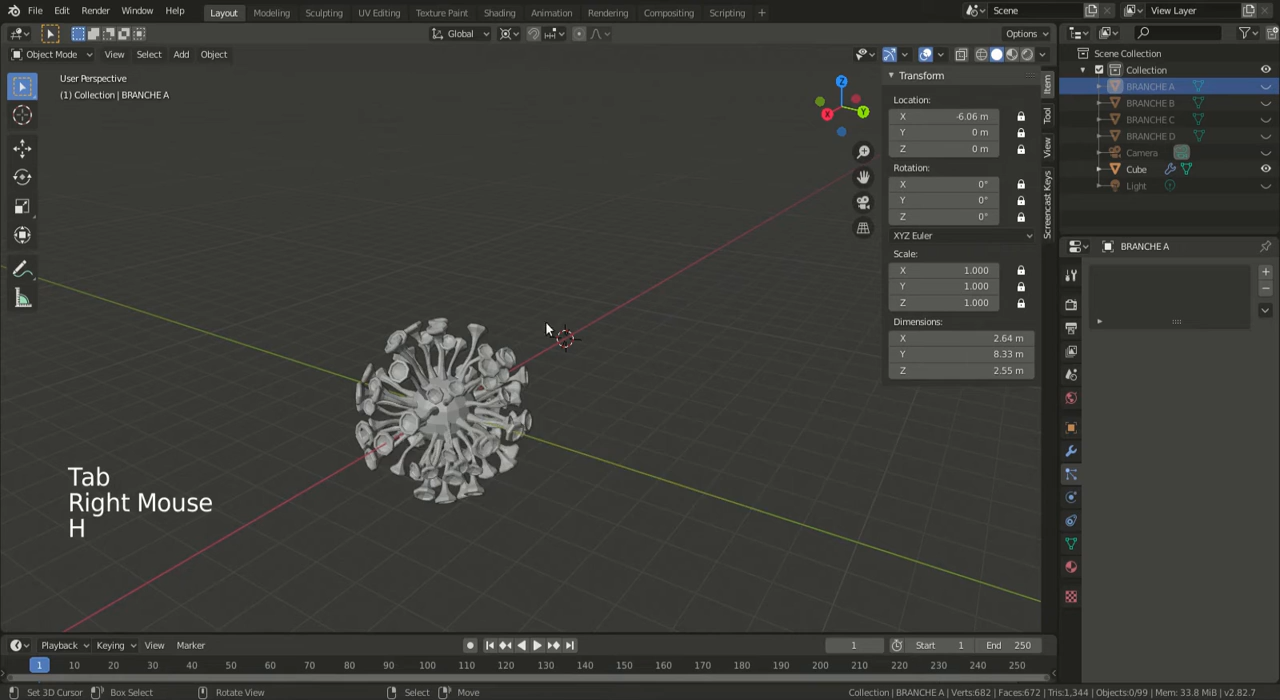 File Edit Render Window Help
Layout Modeling Sculpting UV Editing Texture Paint Shading Animation Rendering Compositing Scripting +
Scene
View Layer
Global
Options
Object Mode View Select Add Object
User Perspective
(1) Collection | BRANCHE A
Z
Y
X
Transform
Location:
X -6.06 m
Y 0 m
Z 0 m
Rotation:
X 0°
Y 0°
Z 0°
XYZ Euler
Scale:
X 1.000
Y 1.000
Z 1.000
Dimensions:
X 2.64 m
Y 8.33 m
Z 2.55 m
Item
Tool
View
Screencast Keys
Scene Collection
Collection
BRANCHE A
BRANCHE B
BRANCHE C
BRANCHE D
Camera
Cube
Light
BRANCHE A
Tab
Right Mouse
H
Playback Keying View Marker
1 Start 1 End 250
1 10 20 30 40 50 60 70 80 90 100 110 120 130 140 150 160 170 180 190 200 210 220 230 240 250
Set 3D Cursor Box Select Rotate View Select Move
Collection | BRANCHE A | Verts:682 | Faces:672 | Tris:1,344 | Objects:0/99 | Mem: 33.8 MiB | v2.82.7